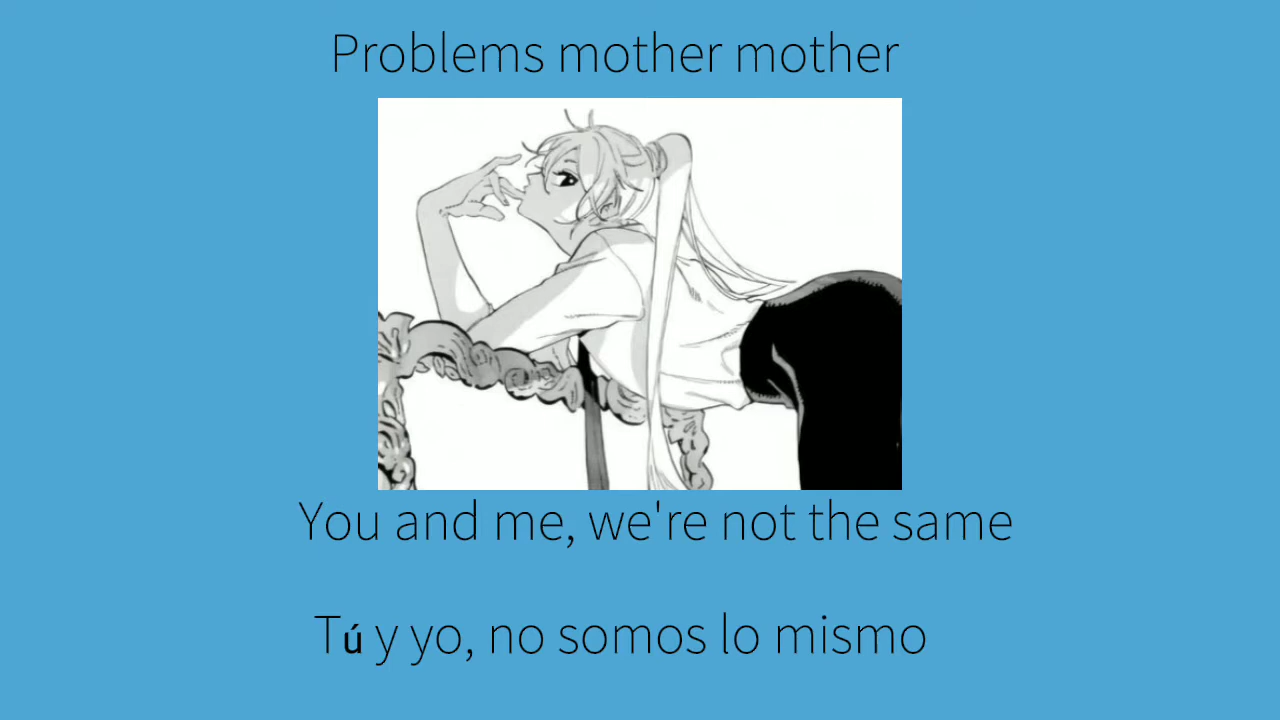 Problems mother mother
You and me, we're not the same
Tú y yo, no somos lo mismo